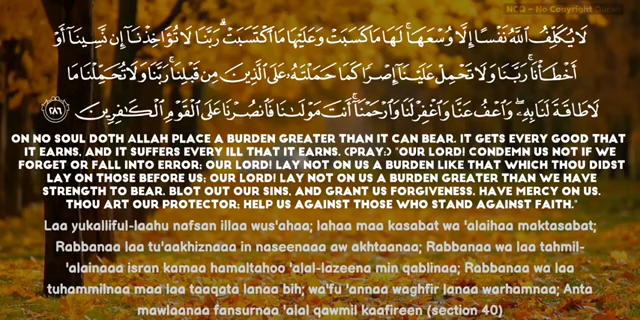 NCQ - No Copyright Quran
لَا يُكَلِّفُ ٱللَّهُ نَفْسًا إِلَّا وُسْعَهَا ۚ لَهَا مَا كَسَبَتْ وَعَلَيْهَا مَا ٱكْتَسَبَتْ ۗ رَبَّنَا لَا تُؤَاخِذْنَآ إِن نَّسِينَآ أَوْ
أَخْطَأْنَا ۚ رَبَّنَا وَلَا تَحْمِلْ عَلَيْنَآ إِصْرًا كَمَا حَمَلْتَهُۥ عَلَى ٱلَّذِينَ مِن قَبْلِنَا ۚ رَبَّنَا وَلَا تُحَمِّلْنَا مَا
لَا طَاقَةَ لَنَا بِهِۦ ۖ وَٱعْفُ عَنَّا وَٱغْفِرْ لَنَا وَٱرْحَمْنَآ ۚ أَنتَ مَوْلَىٰنَا فَٱنصُرْنَا عَلَى ٱلْقَوْمِ ٱلْكَـٰفِرِينَ ٢٨٦
ON NO SOUL DOTH ALLAH PLACE A BURDEN GREATER THAN IT CAN BEAR. IT GETS EVERY GOOD THAT
IT EARNS, AND IT SUFFERS EVERY ILL THAT IT EARNS. (PRAY:) "OUR LORD! CONDEMN US NOT IF WE
FORGET OR FALL INTO ERROR; OUR LORD! LAY NOT ON US A BURDEN LIKE THAT WHICH THOU DIDST
LAY ON THOSE BEFORE US; OUR LORD! LAY NOT ON US A BURDEN GREATER THAN WE HAVE
STRENGTH TO BEAR. BLOT OUT OUR SINS, AND GRANT US FORGIVENESS. HAVE MERCY ON US.
THOU ART OUR PROTECTOR; HELP US AGAINST THOSE WHO STAND AGAINST FAITH."
Laa yukalliful-laahu nafsan illaa wus'ahaa; lahaa maa kasabat wa 'alaihaa maktasabat;
Rabbanaa laa tu'aakhiznaaa in naseenaaa aw akhtaanaa; Rabbanaa wa laa tahmil-
'alainaaa isran kamaa hamaltahoo 'alal-lazeena min qablinaa; Rabbanaa wa laa
tuhammilnaa maa laa taaqata lanaa bih; wa'fu 'annaa waghfir lanaa warhamnaa; Anta
mawlaanaa fansurnaa 'alal qawmil kaafireen (section 40)